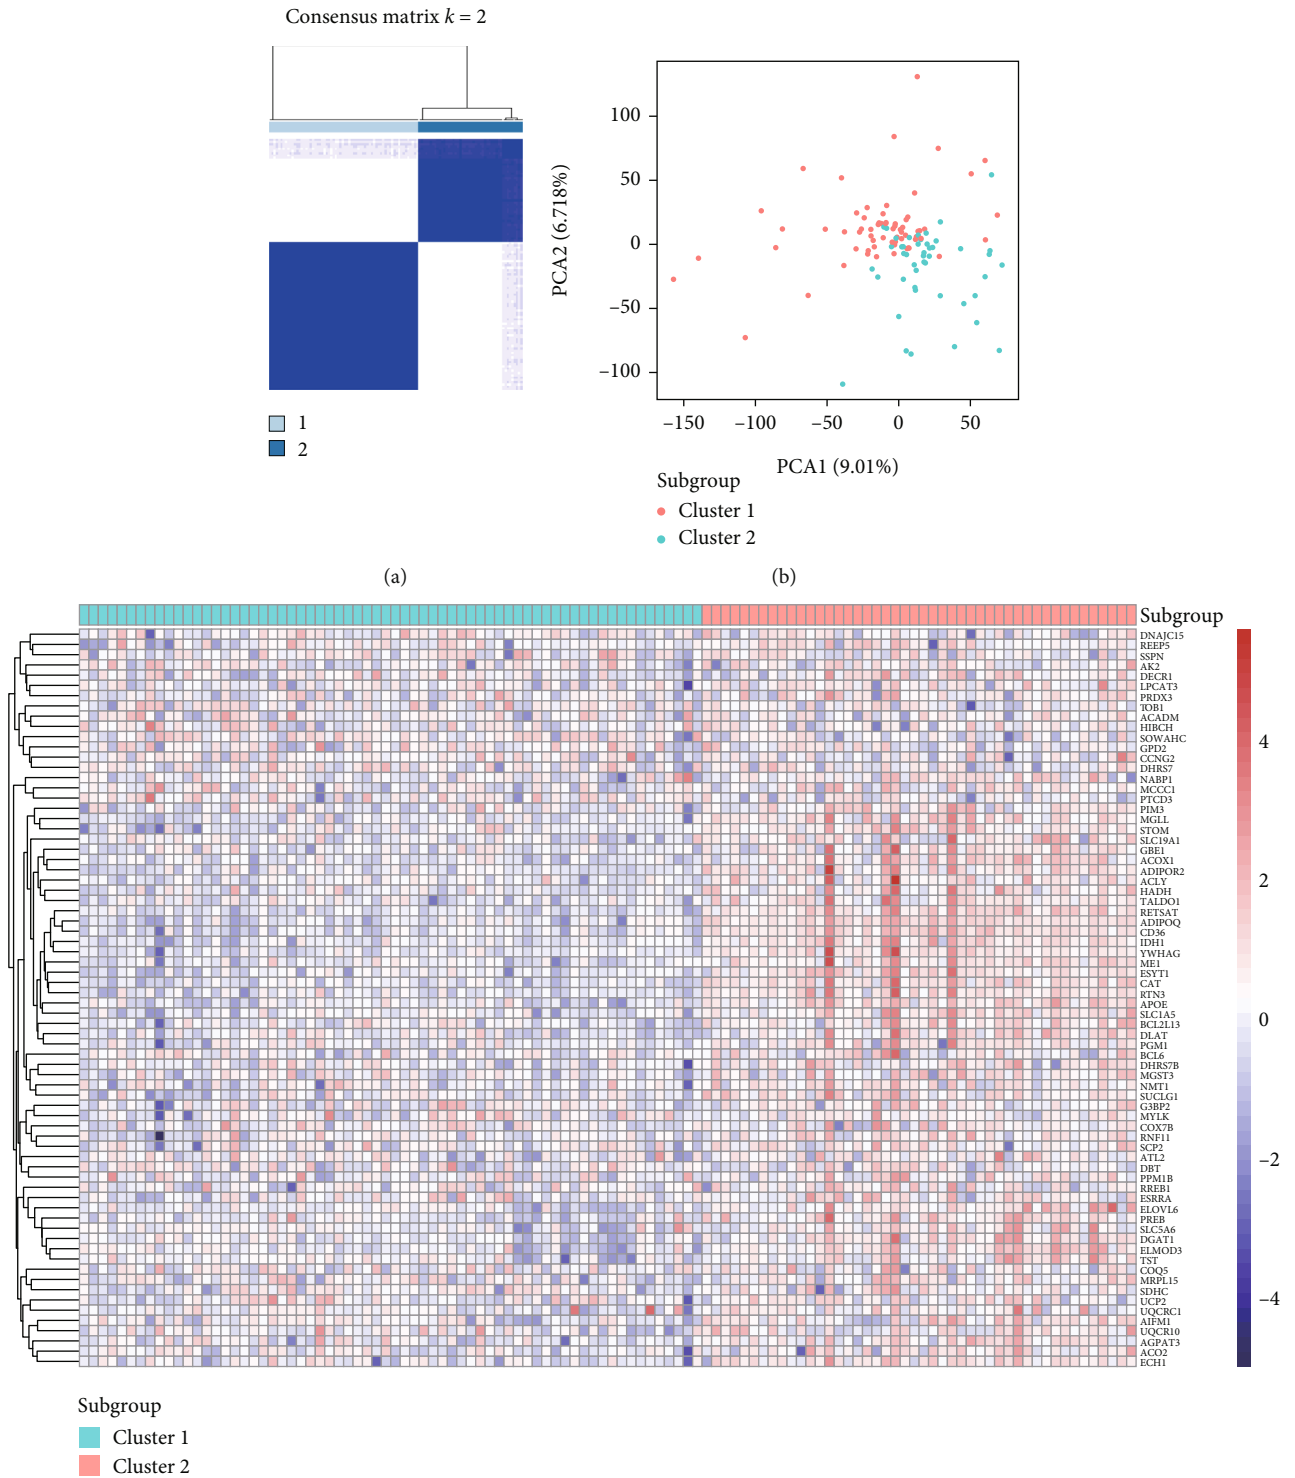 Consensus matrix k = 2
1
2
100
50
0
−50
−100
PCA2 (6.718%)
−150
−100
−50
0
50
PCA1 (9.01%)
Subgroup
Cluster 1
Cluster 2
(a)
(b)
Subgroup
DNAJC15
REEP5
SSPN
AK2
DECR1
LPCAT3
PRDX3
TOB1
ACADM
HIBCH
SOWAHC
GPD2
CCNG2
DHRS7
NABP1
MCCC1
PTCD3
PIM3
MGLL
STOM
SLC19A1
GBE1
ACOX1
ADIPOR2
ACLY
HADH
TALDO1
RETSAT
ADIPOQ
CD36
IDH1
YWHAG
ME1
ESYT1
CAT
RTN3
APOE
SLC1A5
BCL2L13
DLAT
PGM1
BCL6
DHRS7B
MGST3
NMT1
SUCLG1
G3BP2
MYLK
COX7B
RNF11
SCP2
ATL2
DBT
PPM1B
RREB1
ESRRA
ELOVL6
PREB
SLC5A6
DGAT1
ELMOD3
TST
COQ5
MRPL15
SDHC
UCP2
UQCRC1
AIFM1
UQCR10
AGPAT3
ACO2
ECH1
4
2
0
−2
−4
Subgroup
Cluster 1
Cluster 2